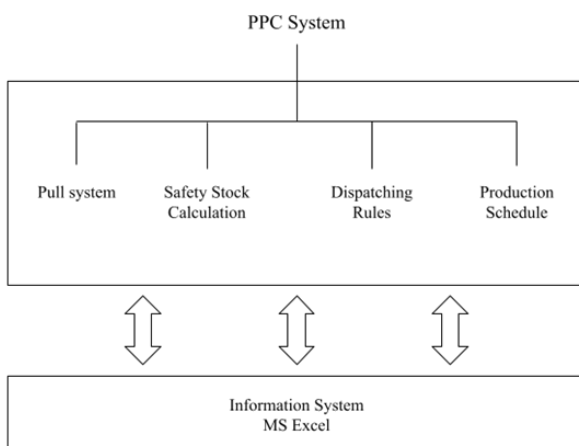 PPC System
Pull system
Safety Stock
Calculation
Dispatching
Rules
Production
Schedule
Information System
MS Excel